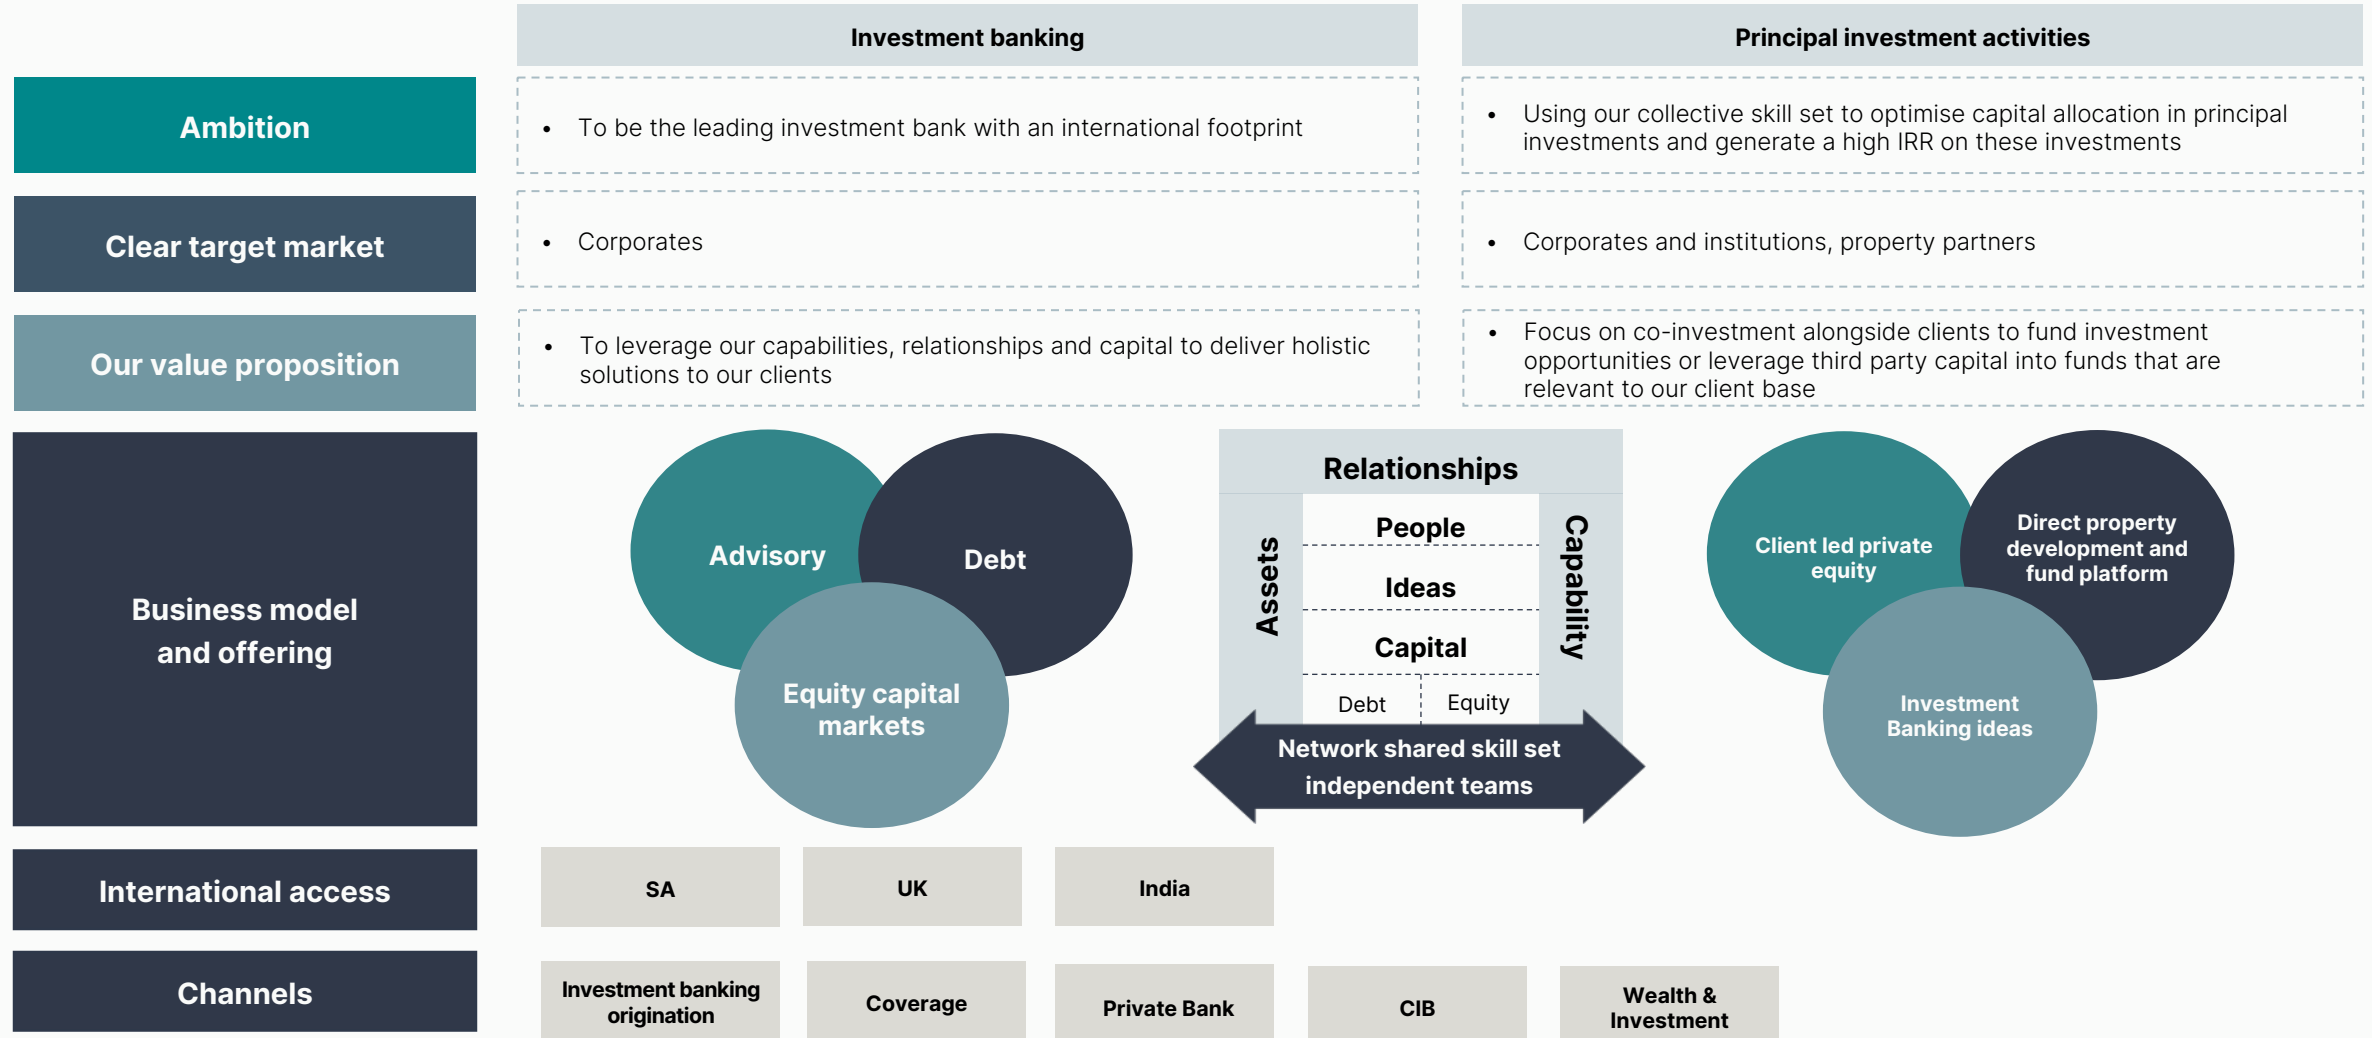 Investment banking
Principal investment activities
Ambition
• To be the leading investment bank with an international footprint
• Using our collective skill set to optimise capital allocation in principal
investments and generate a high IRR on these investments
Clear target market
• Corporates
• Corporates and institutions, property partners
Our value proposition
• To leverage our capabilities, relationships and capital to deliver holistic
solutions to our clients
• Focus on co-investment alongside clients to fund investment
opportunities or leverage third party capital into funds that are
relevant to our client base
Business model
and offering
Advisory
Debt
Equity capital
markets
Relationships
Assets
People
Ideas
Capital
Debt
Equity
Capability
Network shared skill set
independent teams
Client led private
equity
Direct property
development and
fund platform
Investment
Banking ideas
International access
SA
UK
India
Channels
Investment banking
origination
Coverage
Private Bank
CIB
Wealth &
Investment